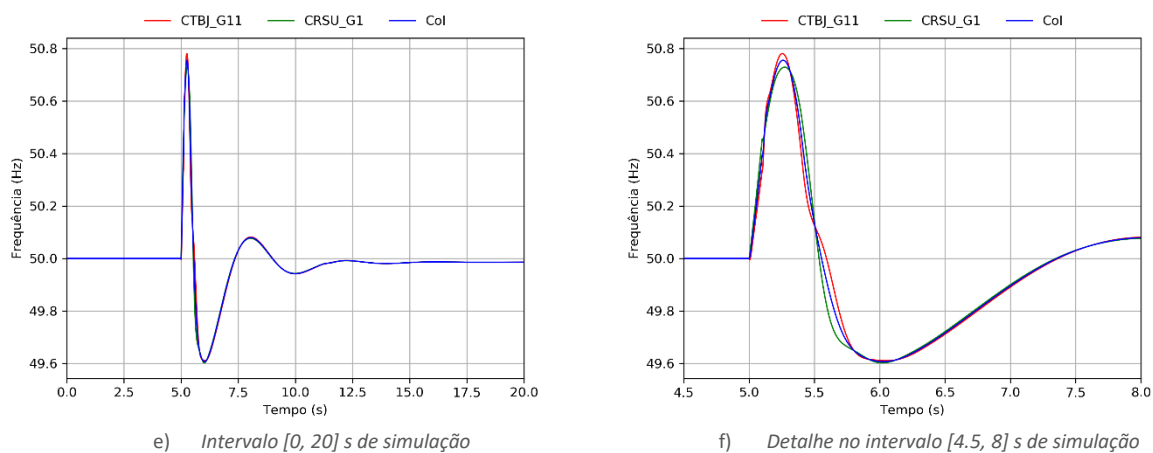 CTBJ_G11 CRSU_G1 CoI
50.8
50.6
50.4
50.2
50.0
49.8
49.6
Frequência (Hz)
0.0 2.5 5.0 7.5 10.0 12.5 15.0 17.5 20.0
Tempo (s)
e) Intervalo [0, 20] s de simulação
CTBJ_G11 CRSU_G1 CoI
50.8
50.6
50.4
50.2
50.0
49.8
49.6
Frequência (Hz)
4.5 5.0 5.5 6.0 6.5 7.0 7.5 8.0
Tempo (s)
f) Detalhe no intervalo [4.5, 8] s de simulação